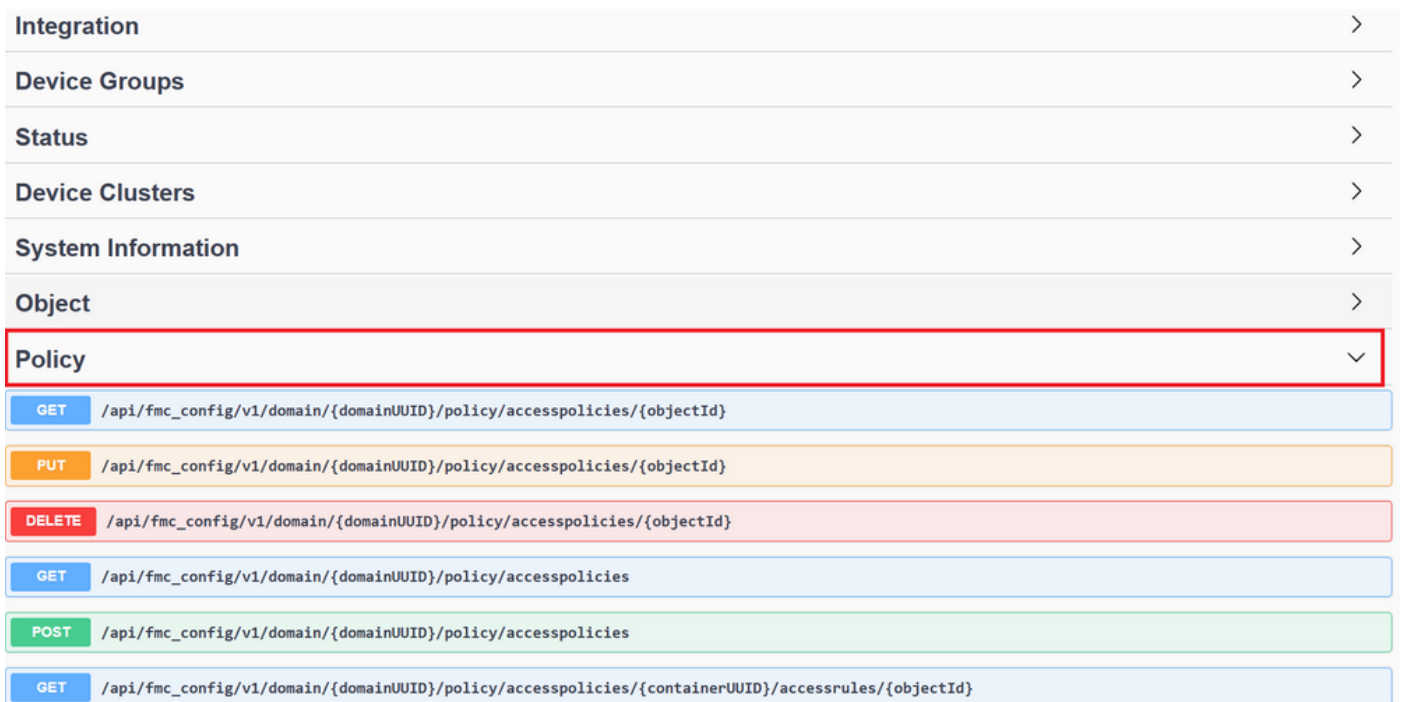 Integration
Device Groups
Status
Device Clusters
System Information
Object
Policy
GET /api/fmc_config/v1/domain/{domainUUID}/policy/accesspolicies/{objectId}
PUT /api/fmc_config/v1/domain/{domainUUID}/policy/accesspolicies/{objectId}
DELETE /api/fmc_config/v1/domain/{domainUUID}/policy/accesspolicies/{objectId}
GET /api/fmc_config/v1/domain/{domainUUID}/policy/accesspolicies
POST /api/fmc_config/v1/domain/{domainUUID}/policy/accesspolicies
GET /api/fmc_config/v1/domain/{domainUUID}/policy/accesspolicies/{containerUUID}/accessrules/{objectId}